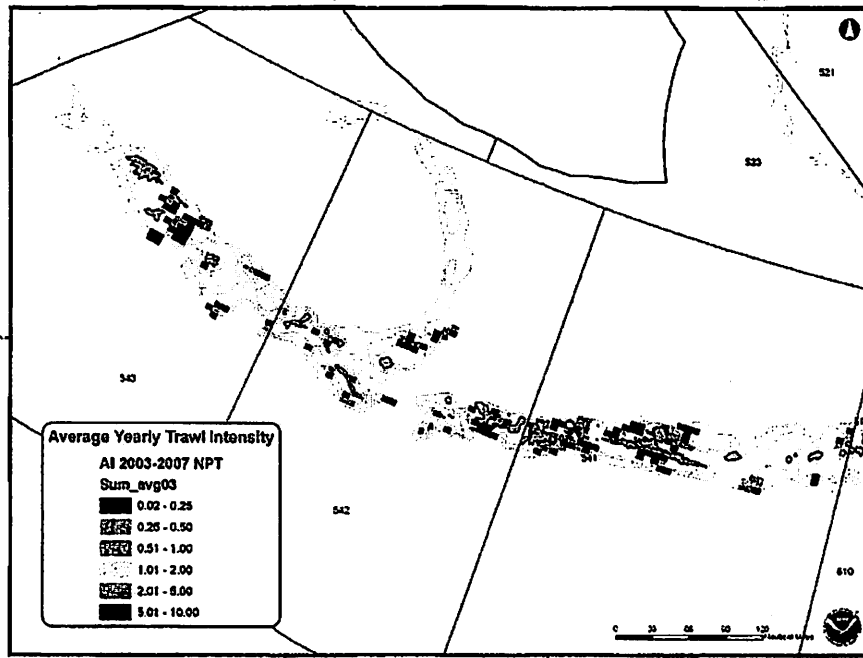 521
523
543
542
541
610
Average Yearly Trawl Intensity
AI 2003-2007 NPT
Sum_avg03
0.02 - 0.25
0.26 - 0.50
0.51 - 1.00
1.01 - 2.00
2.01 - 5.00
5.01 - 10.00
0